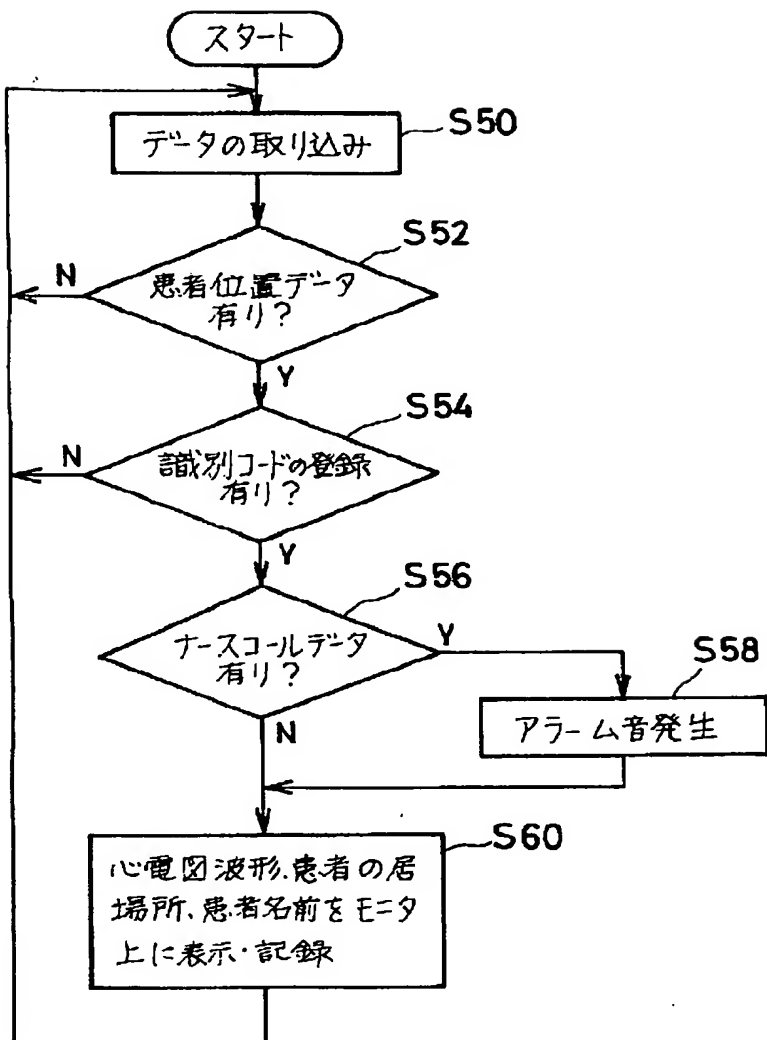 スタート
データの取り込み
S50
S52
患者位置データ
有り?
N
Y
S54
識別コードの登録
有り?
N
Y
S56
ナースコールデータ
有り?
Y
N
S58
アラーム音発生
S60
心電図波形、患者の居
場所、患者名前をモニタ
上に表示・記録